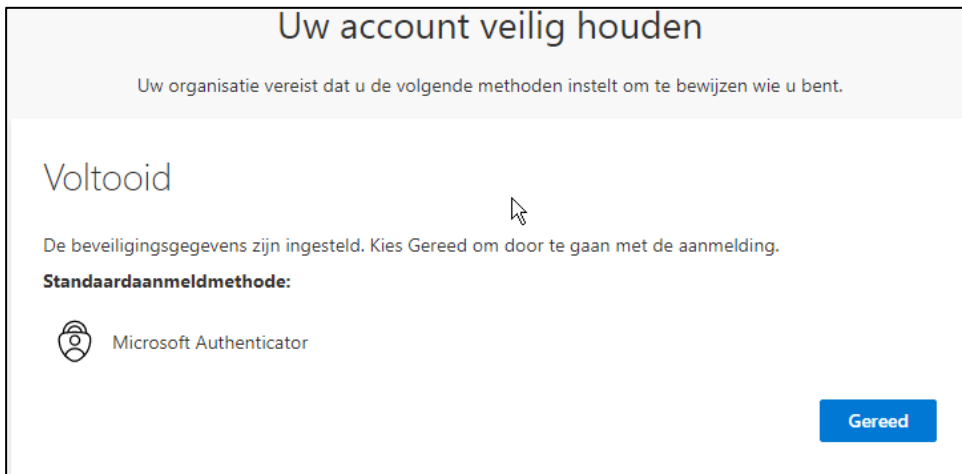 Uw account veilig houden
Uw organisatie vereist dat u de volgende methoden instelt om te bewijzen wie u bent.
Voltooid
De beveiligingsgegevens zijn ingesteld. Kies Gereed om door te gaan met de aanmelding.
Standaardaanmeldmethode:
Microsoft Authenticator
Gereed